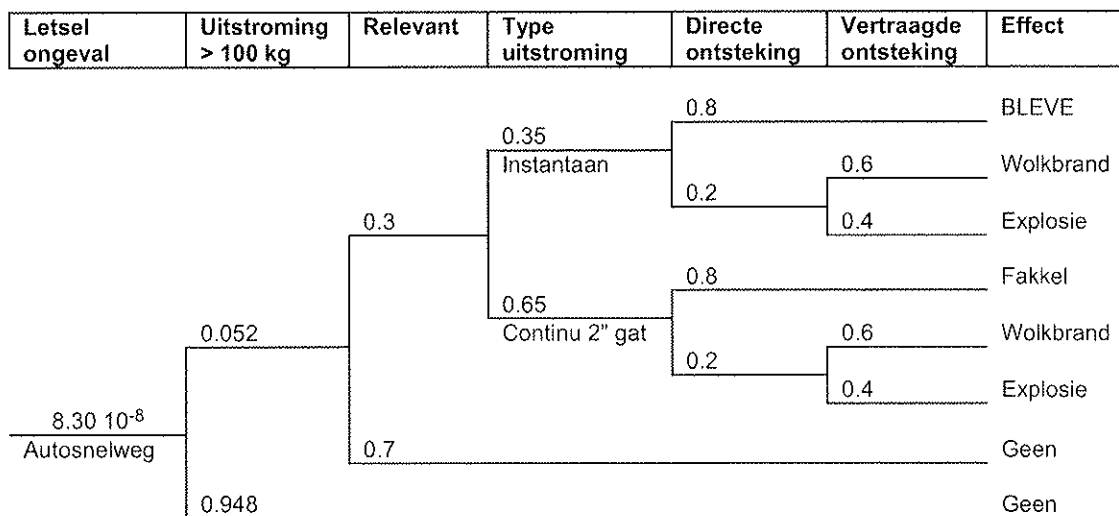 Letsel ongeval
Uitstroming > 100 kg
Relevant
Type uitstroming
Directe ontsteking
Vertraagde ontsteking
Effect
0.8
BLEVE
0.35
Instantaan
0.6
Wolkbrand
0.2
0.4
Explosie
0.3
0.8
Fakkel
0.65
Continu 2" gat
0.6
Wolkbrand
0.052
0.2
0.4
Explosie
8.30 10-8
Autosnelweg
0.7
Geen
0.948
Geen